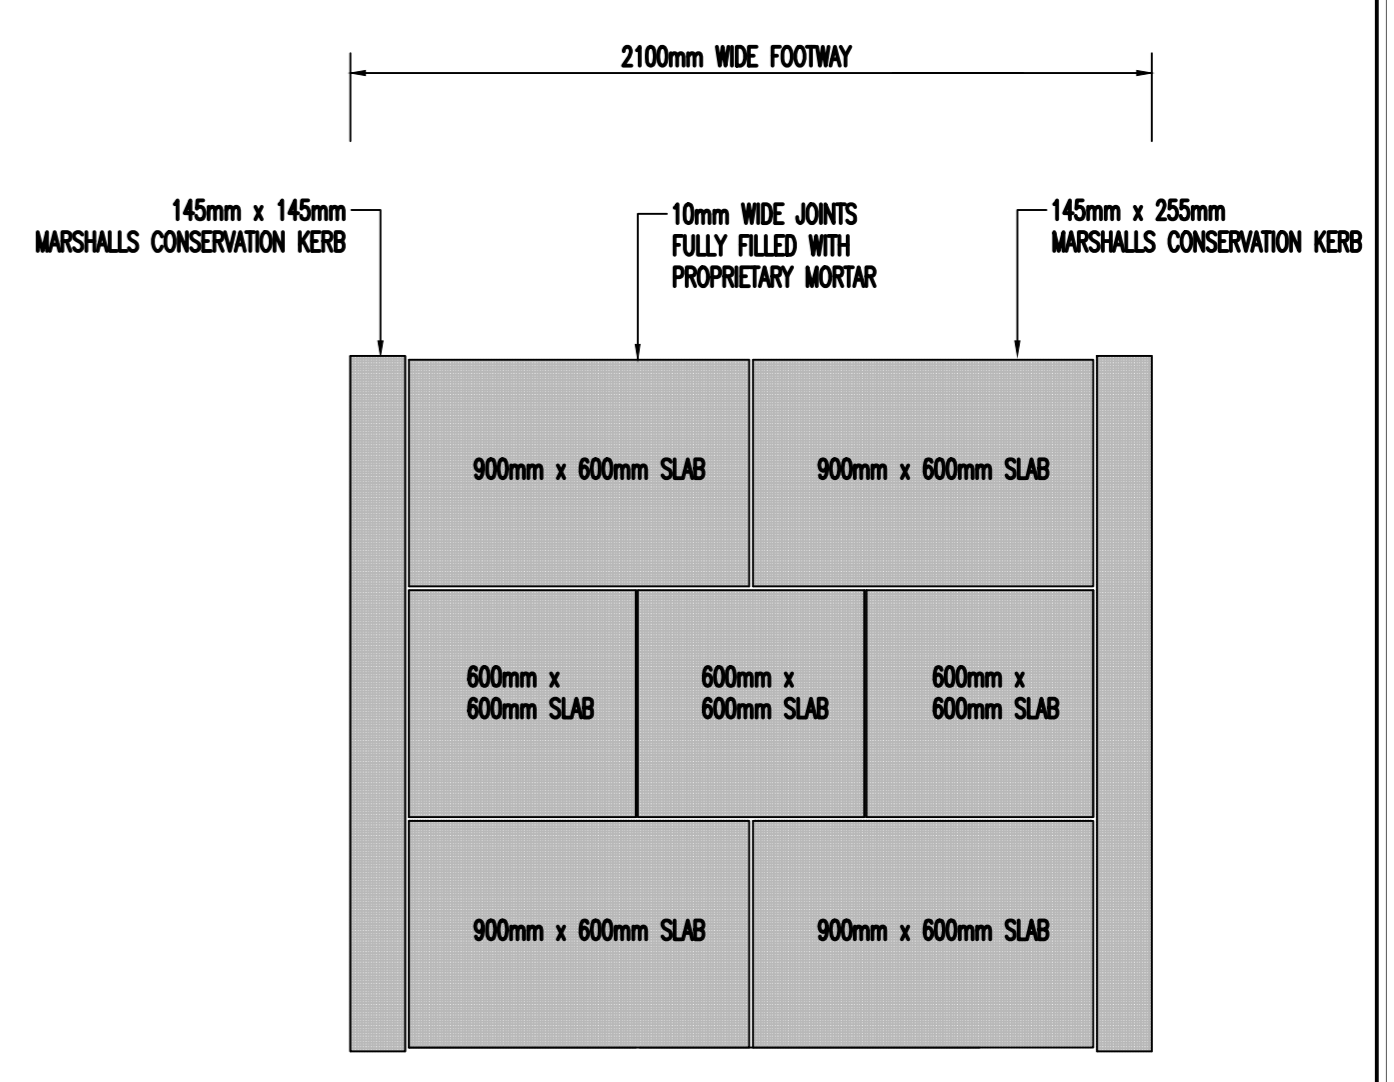 2100mm WIDE FOOTWAY
145mm x 145mm
MARSHALLS CONSERVATION KERB
10mm WIDE JOINTS
FULLY FILLED WITH
PROPRIETARY MORTAR
145mm x 255mm
MARSHALLS CONSERVATION KERB
900mm x 600mm SLAB
900mm x 600mm SLAB
600mm x
600mm SLAB
600mm x
600mm SLAB
600mm x
600mm SLAB
900mm x 600mm SLAB
900mm x 600mm SLAB